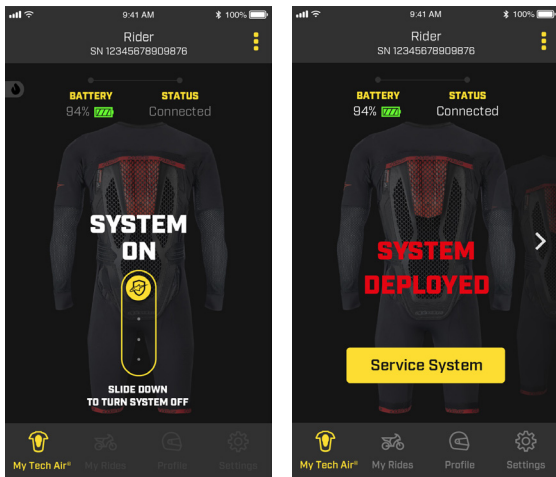 9:41 AM
100%
Rider
SN 12345678909876
BATTERY
STATUS
94%
Connected
SYSTEM
ON
SLIDE DOWN
TO TURN SYSTEM OFF
My Tech Air®
My Rides
Profile
Settings
9:41 AM
100%
Rider
SN 12345678909876
BATTERY
STATUS
94%
Connected
SYSTEM
DEPLOYED
Service System
My Tech Air®
My Rides
Profile
Settings